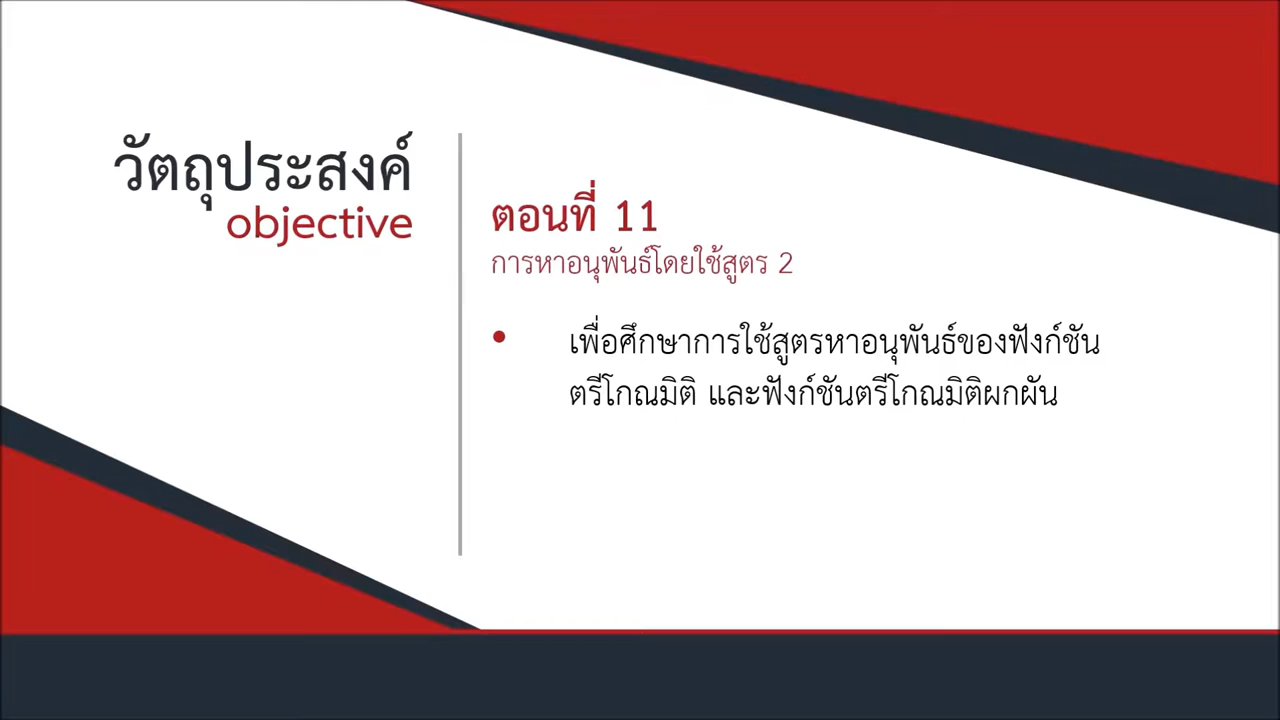 วัตถุประสงค์
objective
ตอนที่ 11
การหาอนุพันธ์โดยใช้สูตร 2
• เพื่อศึกษาการใช้สูตรหาอนุพันธ์ของฟังก์ชัน
ตรีโกณมิติ และฟังก์ชันตรีโกณมิติผกผัน